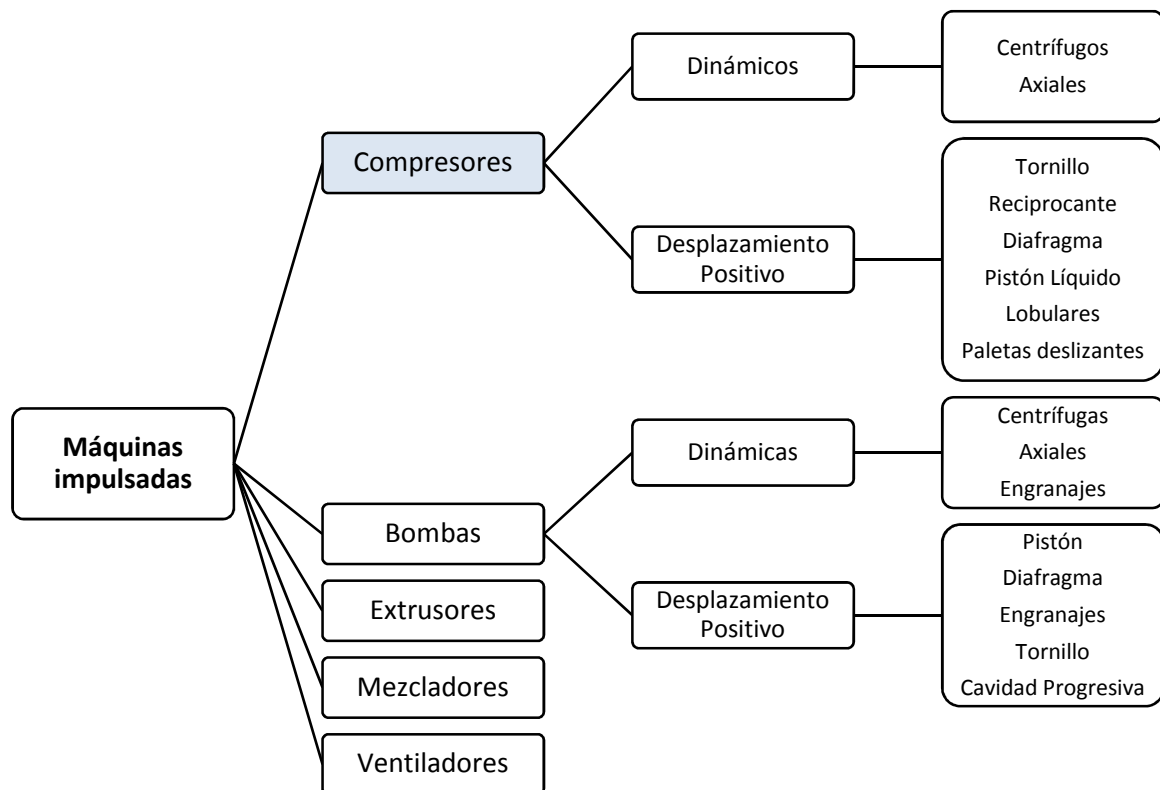 Máquinas
impulsadas
Compresores
Dinámicos
Centrífugos
Axiales
Desplazamiento
Positivo
Tornillo
Reciprocante
Diafragma
Pistón Líquido
Lobulares
Paletas deslizantes
Bombas
Dinámicas
Centrífugas
Axiales
Engranajes
Desplazamiento
Positivo
Pistón
Diafragma
Engranajes
Tornillo
Cavidad Progresiva
Extrusores
Mezcladores
Ventiladores